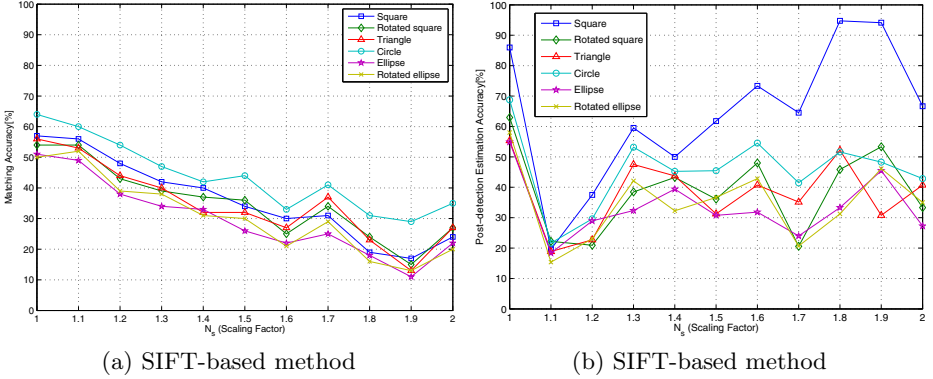 100
90
80
70
60
50
40
30
20
10
0
Matching Accuracy[%]
Square
Rotated square
Triangle
Circle
Ellipse
Rotated ellipse
1 1.1 1.2 1.3 1.4 1.5 1.6 1.7 1.8 1.9 2
N_s (Scaling Factor)
(a) SIFT-based method
100
90
80
70
60
50
40
30
20
10
0
Post-detection Estimation Accuracy[%]
Square
Rotated square
Triangle
Circle
Ellipse
Rotated ellipse
1 1.1 1.2 1.3 1.4 1.5 1.6 1.7 1.8 1.9 2
N_s (Scaling Factor)
(b) SIFT-based method